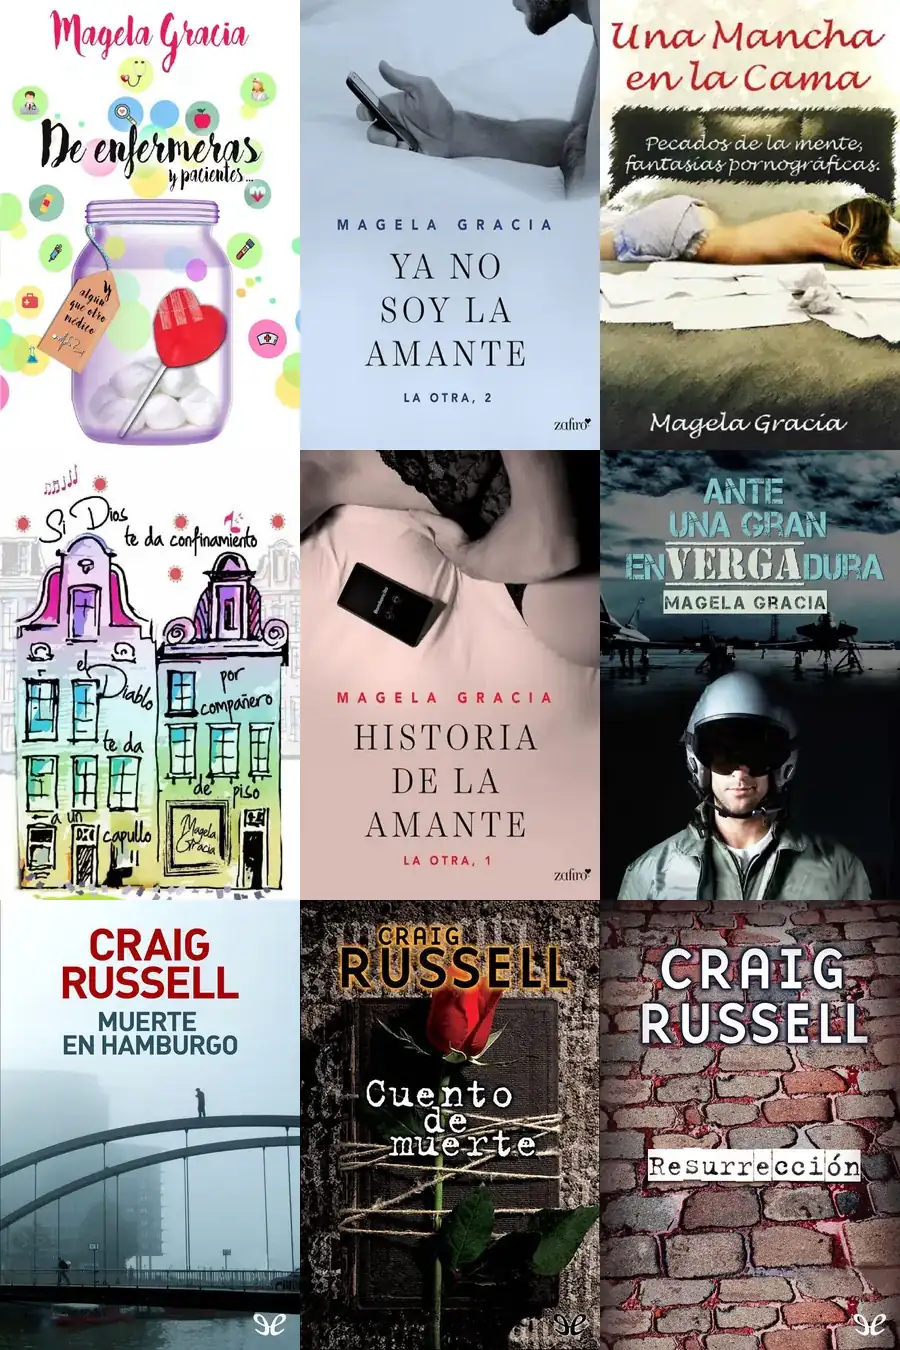 Magela Gracia
De enfermeras
y pacientes...
Y
algún
que otro
médico
MAGELA GRACIA
YA NO
SOY LA
AMANTE
LA OTRA, 2
zafiro
Una Mancha
en la Cama
Pecados de la mente,
fantasías pornográficas.
Magela Gracia
Si Dios
te da confinamiento
el
Diablo
te da
a un
capullo
por
compañero
de piso
Magela
Gracia
MAGELA GRACIA
HISTORIA
DE LA
AMANTE
LA OTRA, 1
zafiro
ANTE
UNA GRAN
ENVERGADURA
MAGELA GRACIA
CRAIG
RUSSELL
MUERTE
EN HAMBURGO
CRAIG
RUSSELL
Cuento
de
muerte
CRAIG
RUSSELL
Resurrección